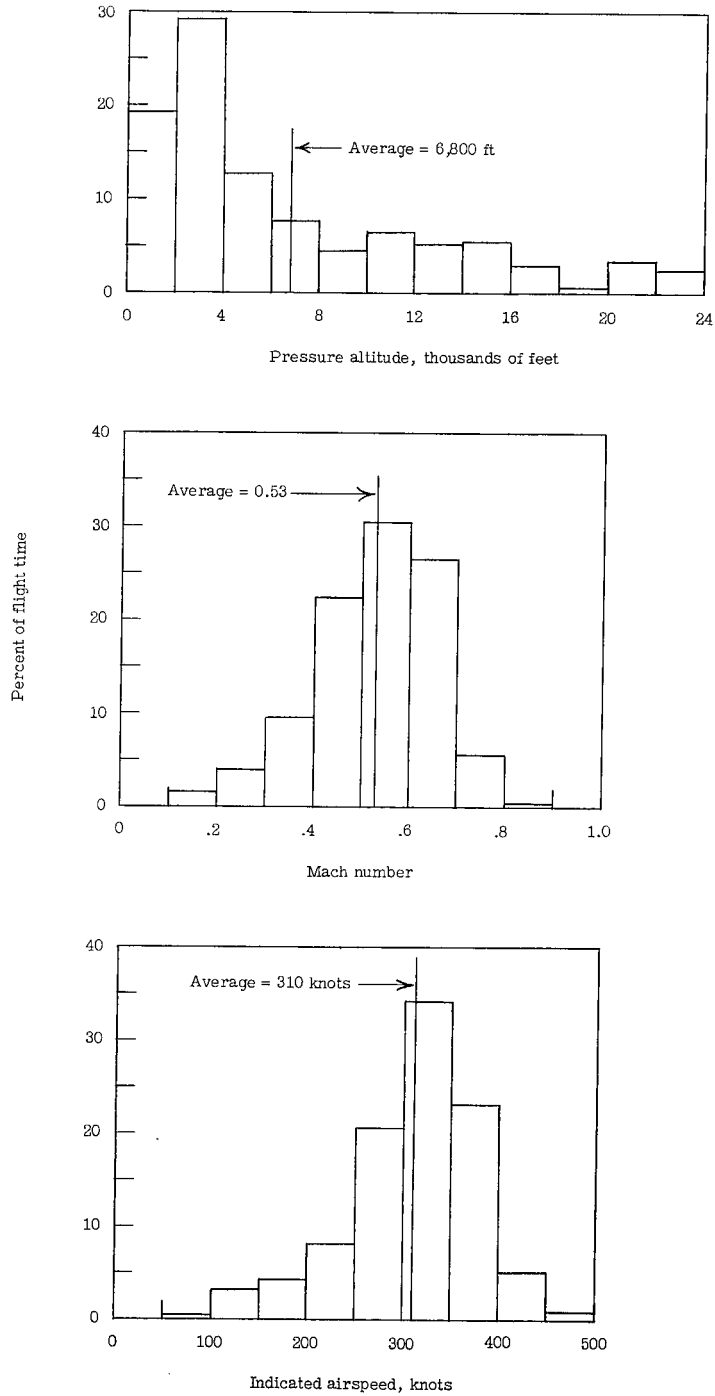 30
20
10
0
Average = 6,800 ft
0 4 8 12 16 20 24
Pressure altitude, thousands of feet
Percent of flight time
40
30
20
10
0
Average = 0.53
0 .2 .4 .6 .8 1.0
Mach number
40
30
20
10
0
Average = 310 knots
0 100 200 300 400 500
Indicated airspeed, knots